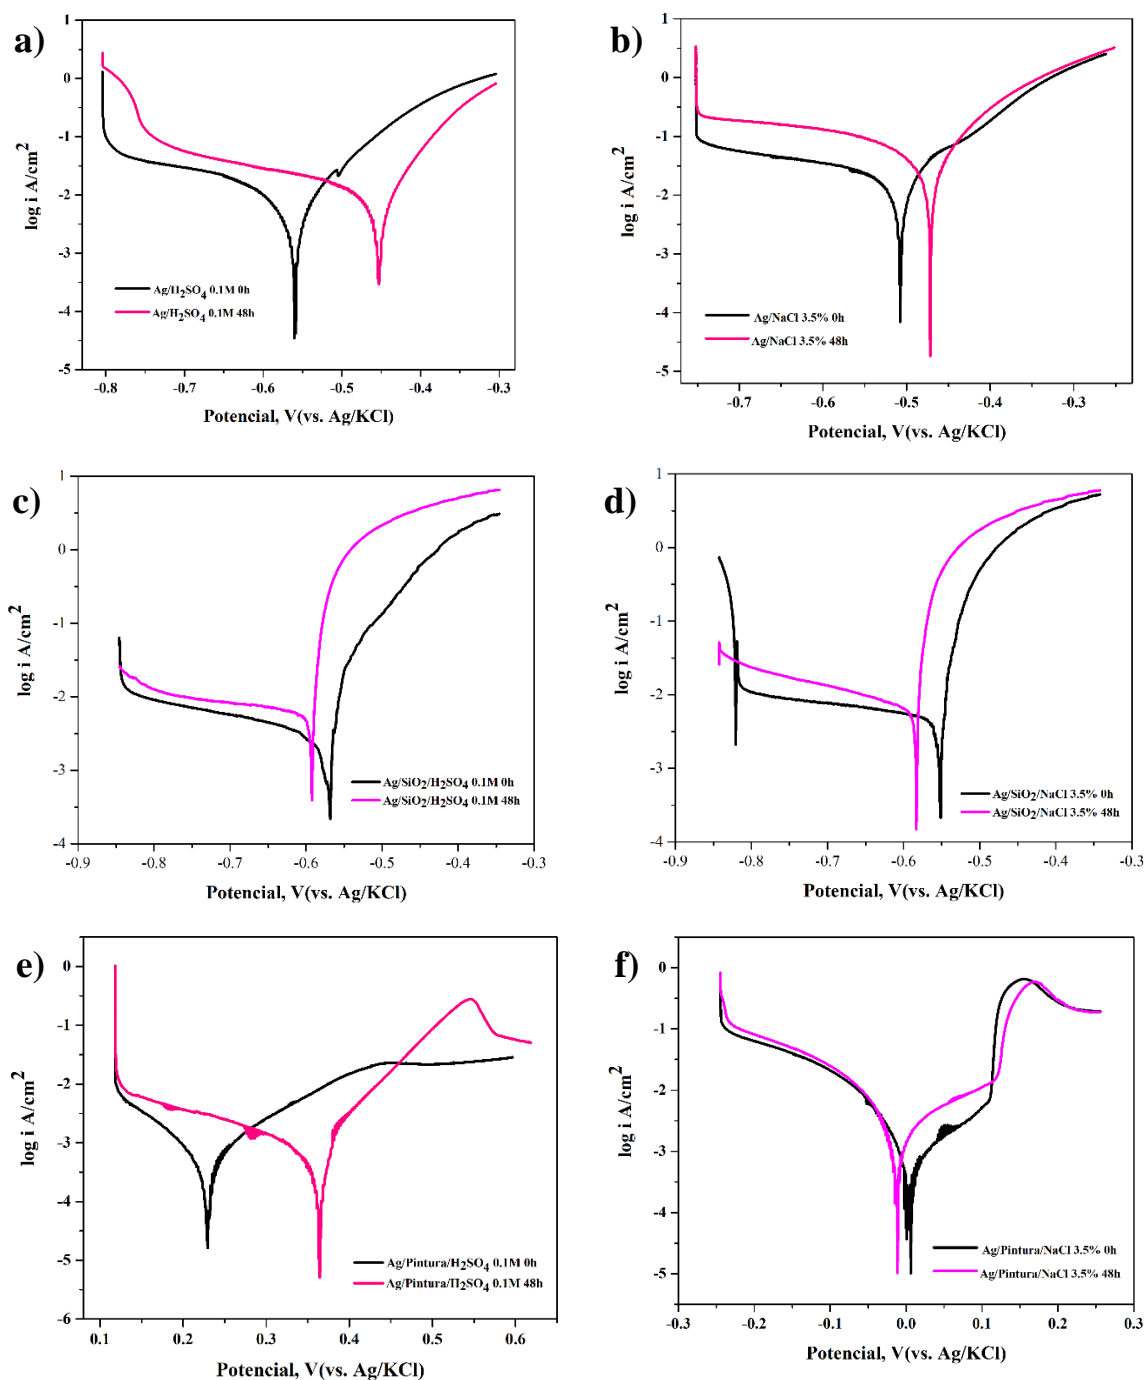 a)
1
0
-1
-2
-3
-4
-5
log i A/cm²
Ag/H₂SO₄ 0.1M 0h
Ag/H₂SO₄ 0.1M 48h
-0.8 -0.7 -0.6 -0.5 -0.4 -0.3
Potencial, V(vs. Ag/KCl)
b)
1
0
-1
-2
-3
-4
-5
log i A/cm²
Ag/NaCl 3.5% 0h
Ag/NaCl 3.5% 48h
-0.7 -0.6 -0.5 -0.4 -0.3
Potencial, V(vs. Ag/KCl)
c)
1
0
-1
-2
-3
-4
log i A/cm²
Ag/SiO₂/H₂SO₄ 0.1M 0h
Ag/SiO₂/H₂SO₄ 0.1M 48h
-0.9 -0.8 -0.7 -0.6 -0.5 -0.4 -0.3
Potencial, V(vs. Ag/KCl)
d)
1
0
-1
-2
-3
-4
log i A/cm²
Ag/SiO₂/NaCl 3.5% 0h
Ag/SiO₂/NaCl 3.5% 48h
-0.9 -0.8 -0.7 -0.6 -0.5 -0.4 -0.3
Potencial, V(vs. Ag/KCl)
e)
0
-1
-2
-3
-4
-5
-6
log i A/cm²
Ag/Pintura/H₂SO₄ 0.1M 0h
Ag/Pintura/H₂SO₄ 0.1M 48h
0.1 0.2 0.3 0.4 0.5 0.6
Potencial, V(vs. Ag/KCl)
f)
1
0
-1
-2
-3
-4
-5
log i A/cm²
Ag/Pintura/NaCl 3.5% 0h
Ag/Pintura/NaCl 3.5% 48h
-0.3 -0.2 -0.1 0.0 0.1 0.2 0.3
Potencial, V(vs. Ag/KCl)